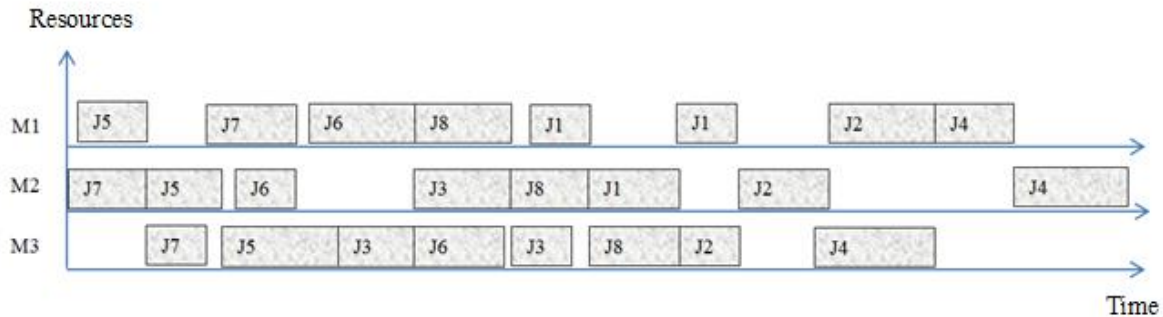 Resources
M1 J5 J7 J6 J8 J1 J1 J2 J4
M2 J7 J5 J6 J3 J8 J1 J2 J4
M3 J7 J5 J3 J6 J3 J8 J2 J4
Time